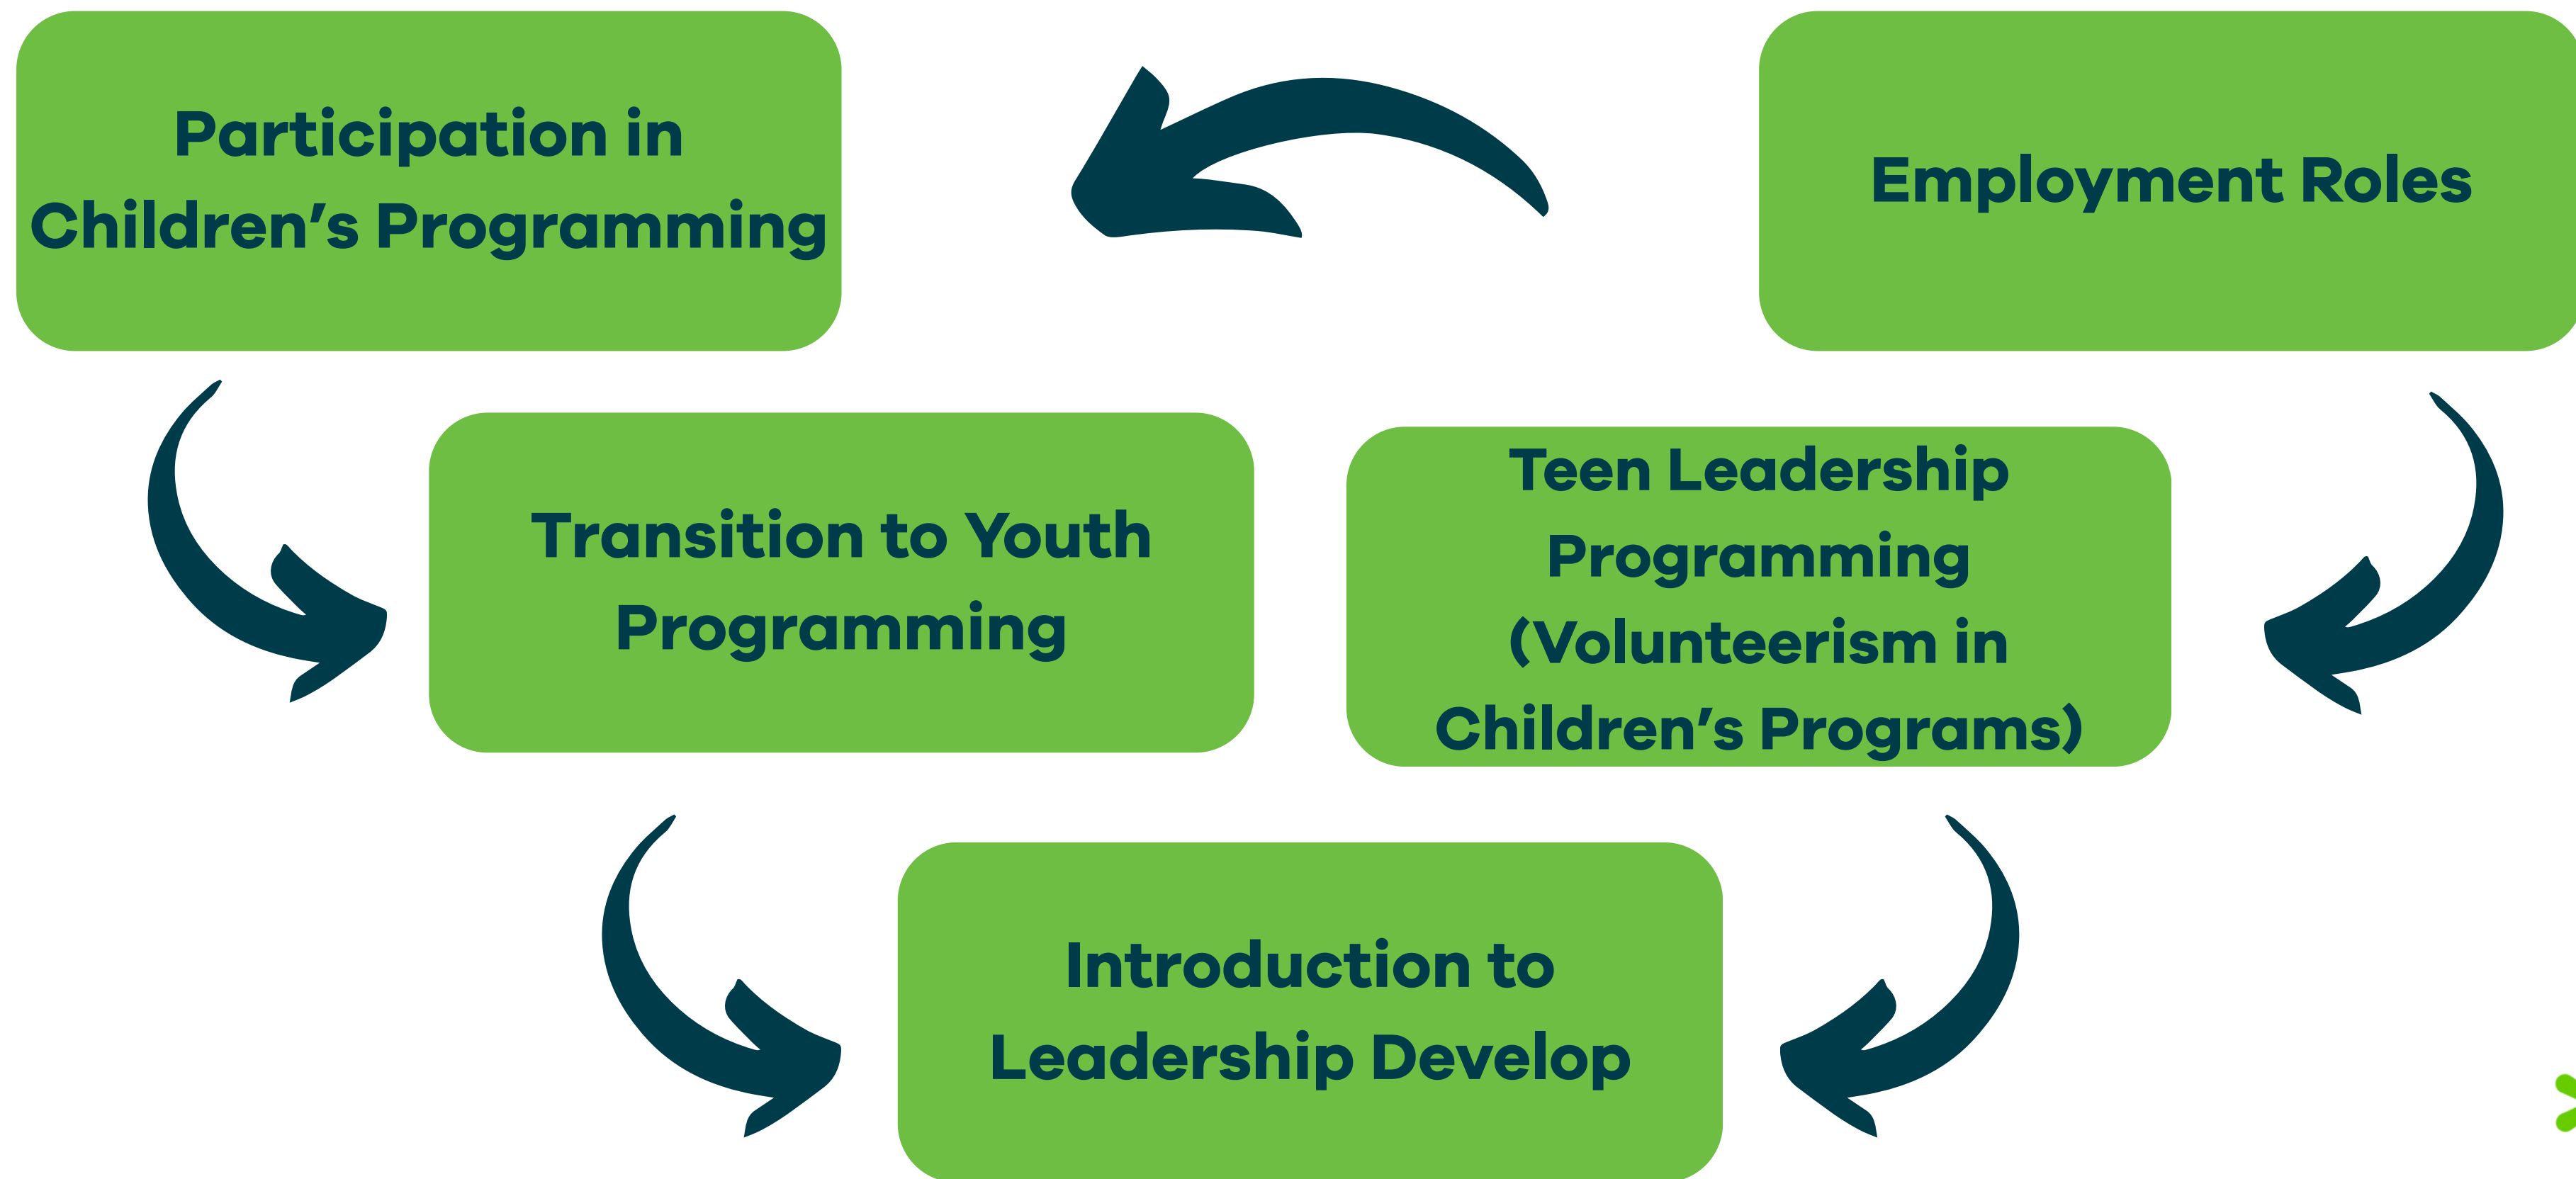 Participation in
Children's Programming
Employment Roles
Transition to Youth
Programming
Teen Leadership
Programming
(Volunteerism in
Children's Programs)
Introduction to
Leadership Develop